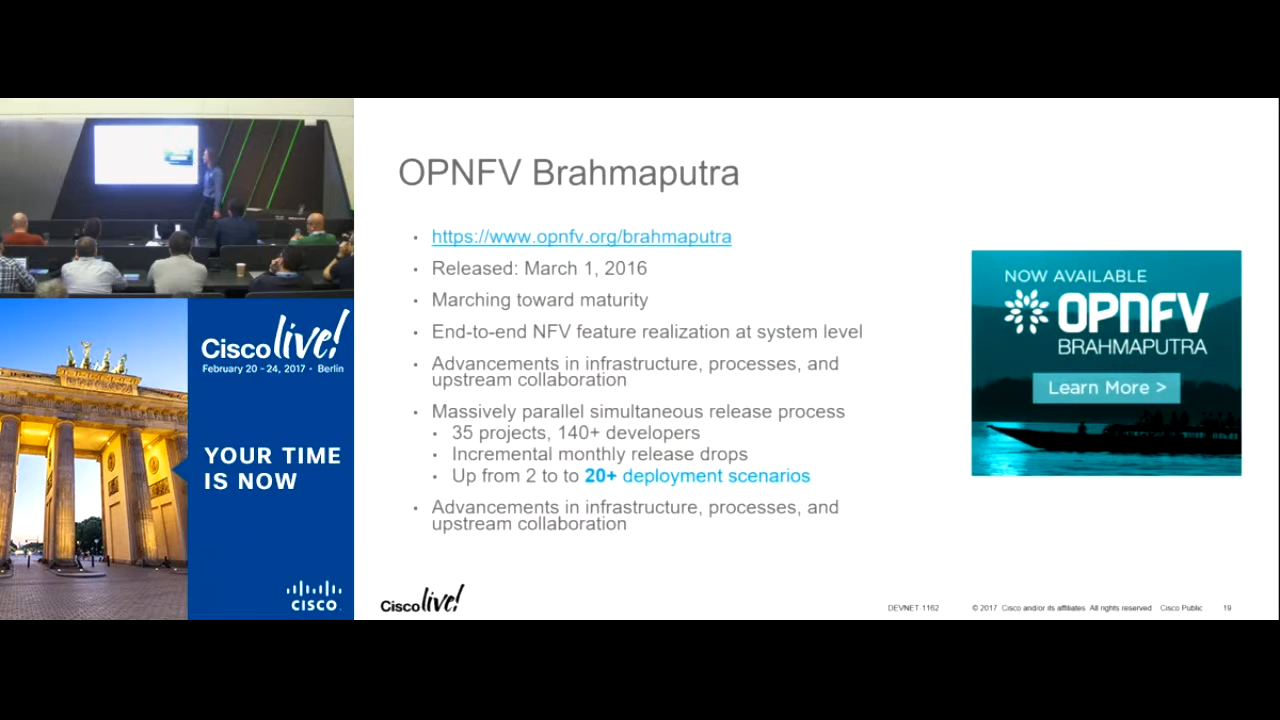 OPNFV Brahmaputra
https://www.opnfv.org/brahmaputra
Released: March 1, 2016
Marching toward maturity
End-to-end NFV feature realization at system level
Advancements in infrastructure, processes, and
upstream collaboration
Massively parallel simultaneous release process
35 projects, 140+ developers
Incremental monthly release drops
Up from 2 to to 20+ deployment scenarios
Advancements in infrastructure, processes, and
upstream collaboration
NOW AVAILABLE
OPNFV
BRAHMAPUTRA
Learn More >
Cisco live!
February 20 - 24, 2017 • Berlin
YOUR TIME
IS NOW
CISCO
Cisco live!
DEVNET-1162
© 2017 Cisco and/or its affiliates. All rights reserved Cisco Public
19